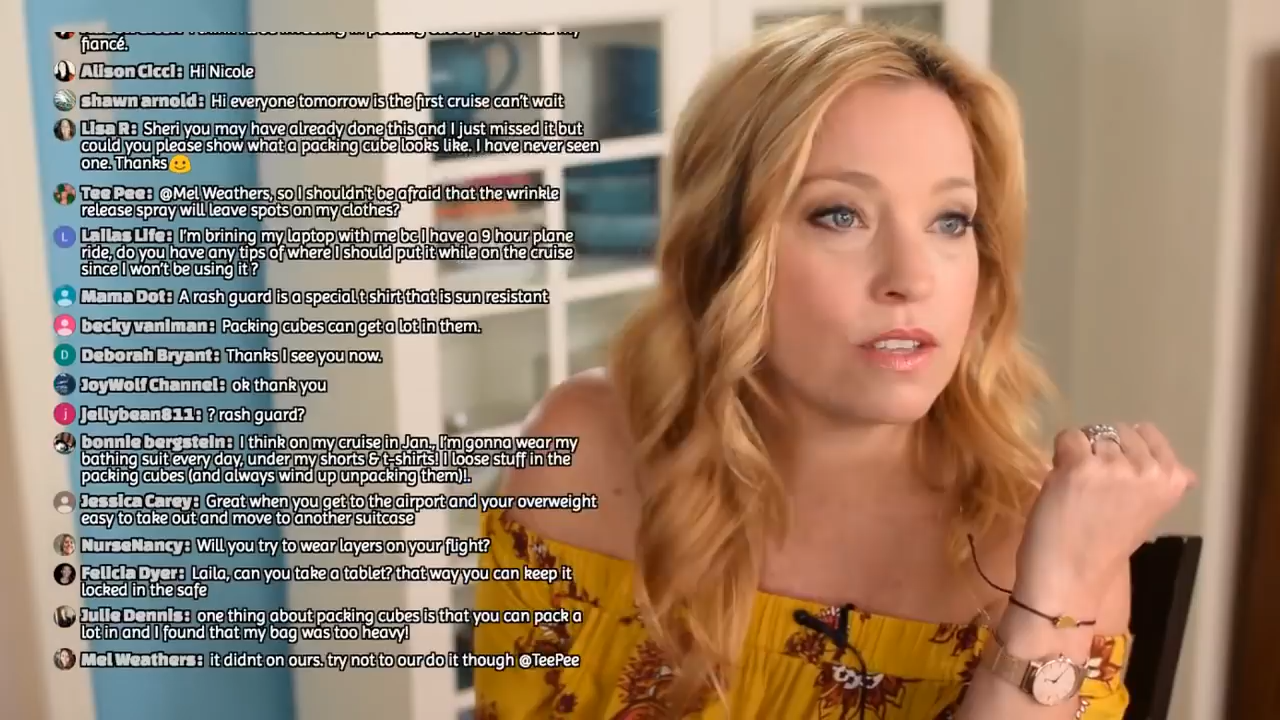 fiancé.
Alison Cicci: Hi Nicole
shawn arnold: Hi everyone tomorrow is the first cruise can't wait
Lisa R: Sheri you may have already done this and I just missed it but
could you please show what a packing cube looks like. I have never seen
one. Thanks🙂
Tee Pee: @Mel Weathers, so I shouldn't be afraid that the wrinkle
release spray will leave spots on my clothes?
L Lailas Life: I'm brining my laptop with me bc I have a 9 hour plane
ride, do you have any tips of where I should put it while on the cruise
since I won't be using it ?
Mama Dot: A rash guard is a special t shirt that is sun resistant
becky vaniman: Packing cubes can get a lot in them.
D Deborah Bryant: Thanks I see you now.
JoyWolf Channel: ok thank you
j Jellybean811: ? rash guard?
bonnie bergstein: I think on my cruise in Jan., I'm gonna wear my
bathing suit every day, under my shorts & t-shirts! I loose stuff in the
packing cubes (and always wind up unpacking them)!.
Jessica Carey: Great when you get to the airport and your overweight
easy to take out and move to another suitcase
NurseNancy: Will you try to wear layers on your flight?
Felicia Dyer: Laila, can you take a tablet? that way you can keep it
locked in the safe
Julie Dennis: one thing about packing cubes is that you can pack a
lot in and I found that my bag was too heavy!
Mel Weathers: it didnt on ours. try not to our do it though @TeePee